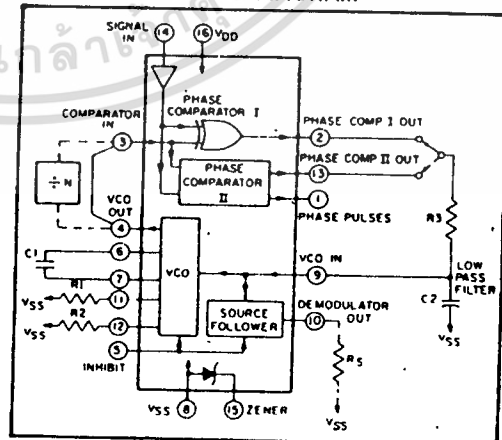 SIGNAL IN
14
16
VDD
PHASE COMPARATOR I
COMPARATOR IN
3
PHASE COMP I OUT
2
PHASE COMP II OUT
13
PHASE COMPARATOR II
1
PHASE PULSES
÷ N
VCO OUT
4
R3
C1
6
7
VCO
VCO IN
9
LOW PASS FILTER
C2
VSS
R1
11
VSS
R2
12
SOURCE FOLLOWER
DEMODULATOR OUT
10
5
INHIBIT
RS
VSS
VSS
8
15
ZENER